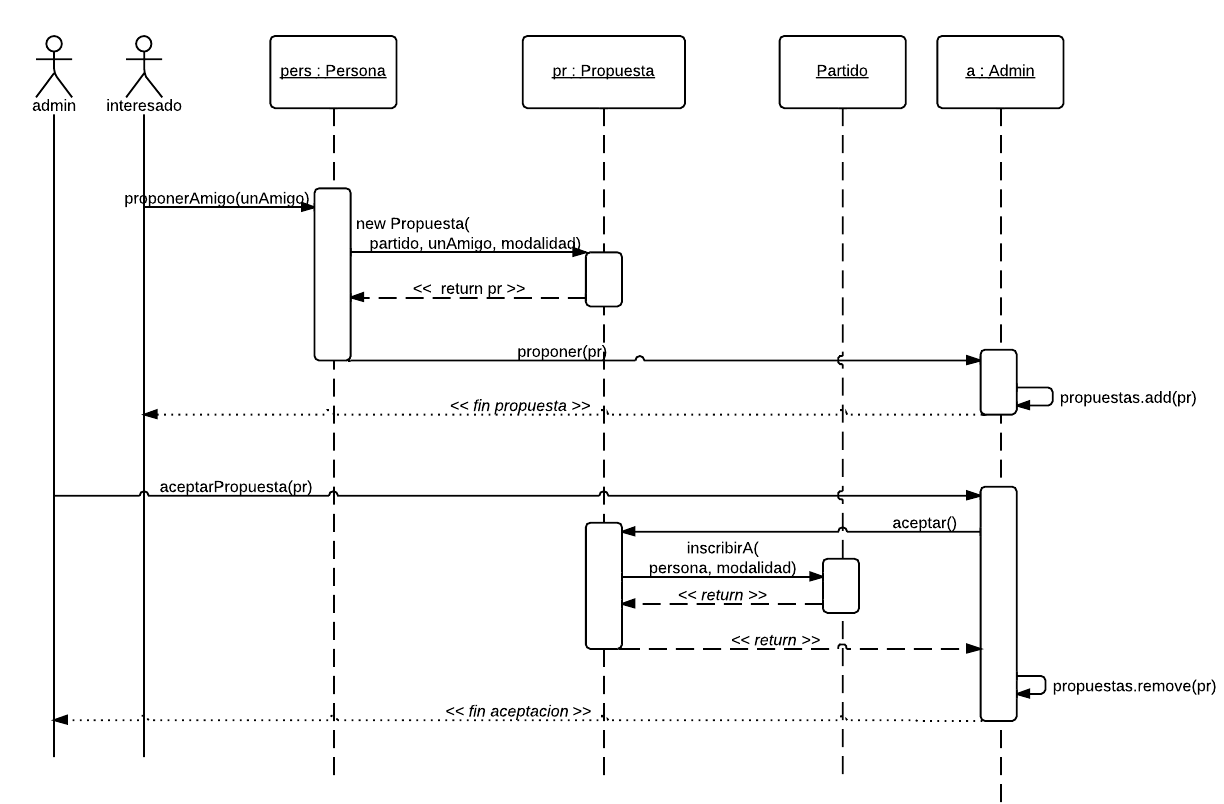 admin
interesado
pers : Persona
pr : Propuesta
Partido
a : Admin
proponerAmigo(unAmigo)
new Propuesta(
partido, unAmigo, modalidad)
<< return pr >>
proponer(pr)
propuestas.add(pr)
<< fin propuesta >>
aceptarPropuesta(pr)
aceptar()
inscribirA(
persona, modalidad)
<< return >>
<< return >>
propuestas.remove(pr)
<< fin aceptacion >>